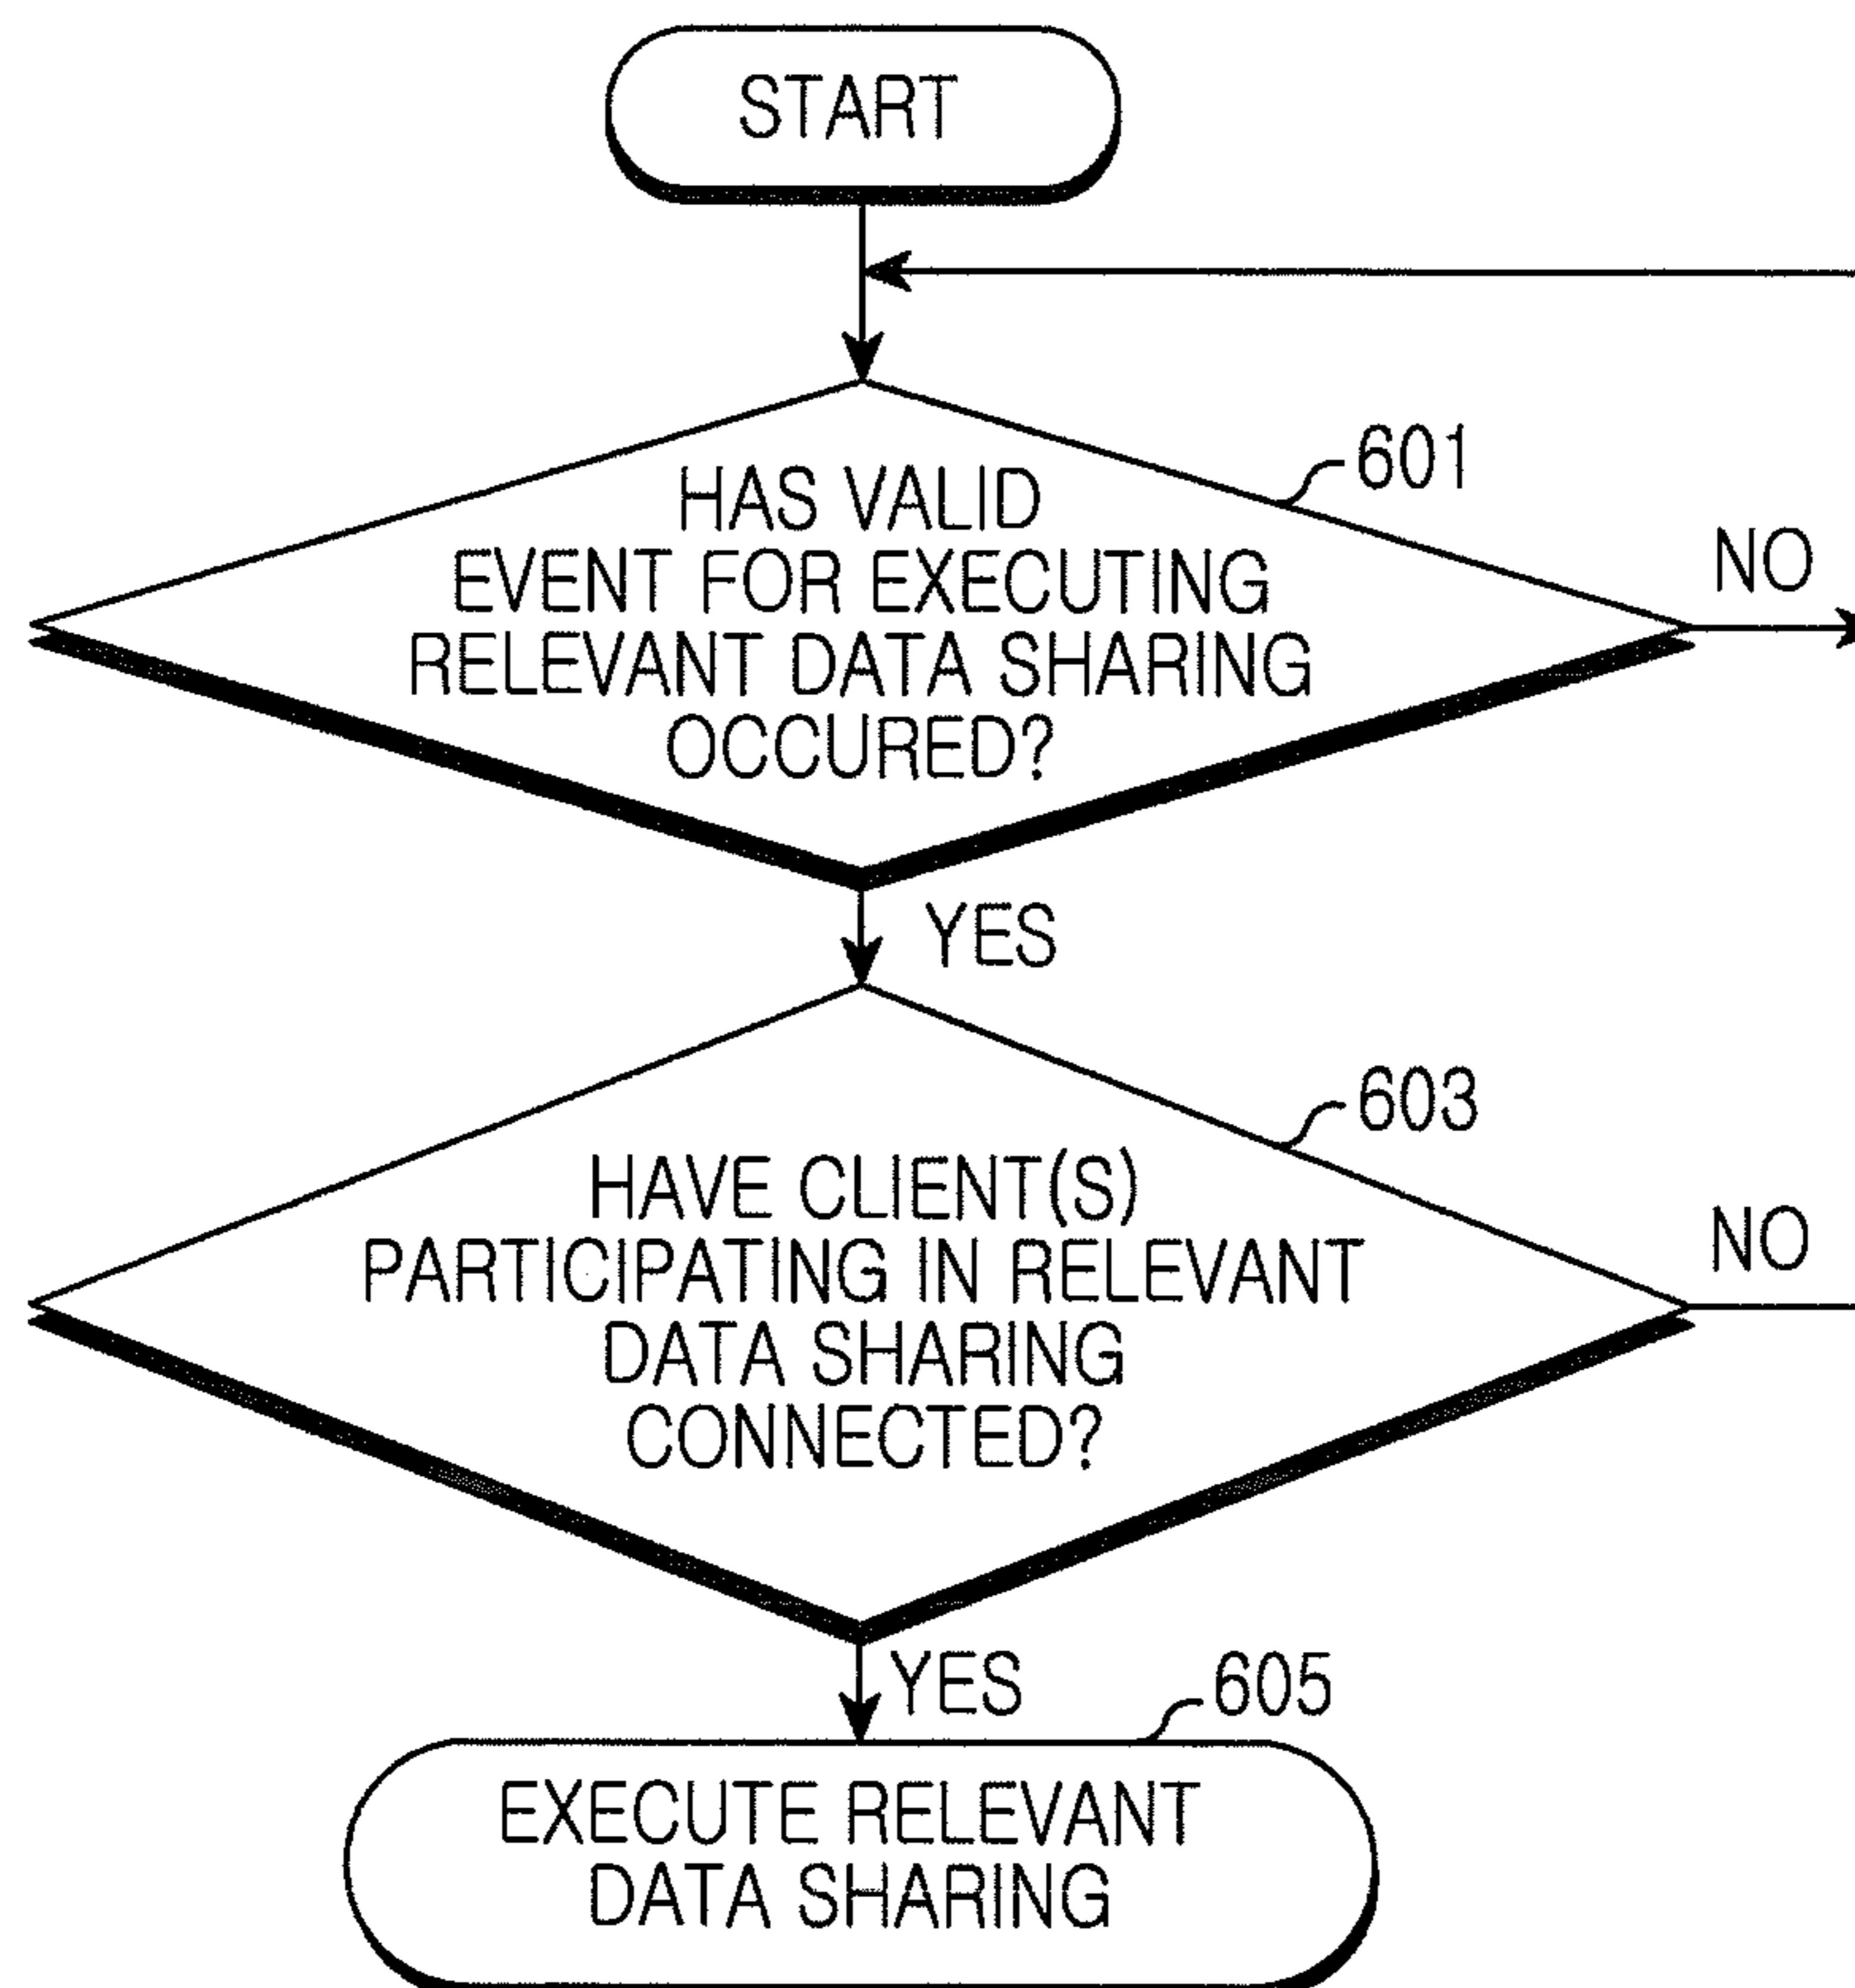 START
601
HAS VALID
EVENT FOR EXECUTING
RELEVANT DATA SHARING
OCCURED?
NO
YES
603
HAVE CLIENT(S)
PARTICIPATING IN RELEVANT
DATA SHARING
CONNECTED?
NO
YES
605
EXECUTE RELEVANT
DATA SHARING